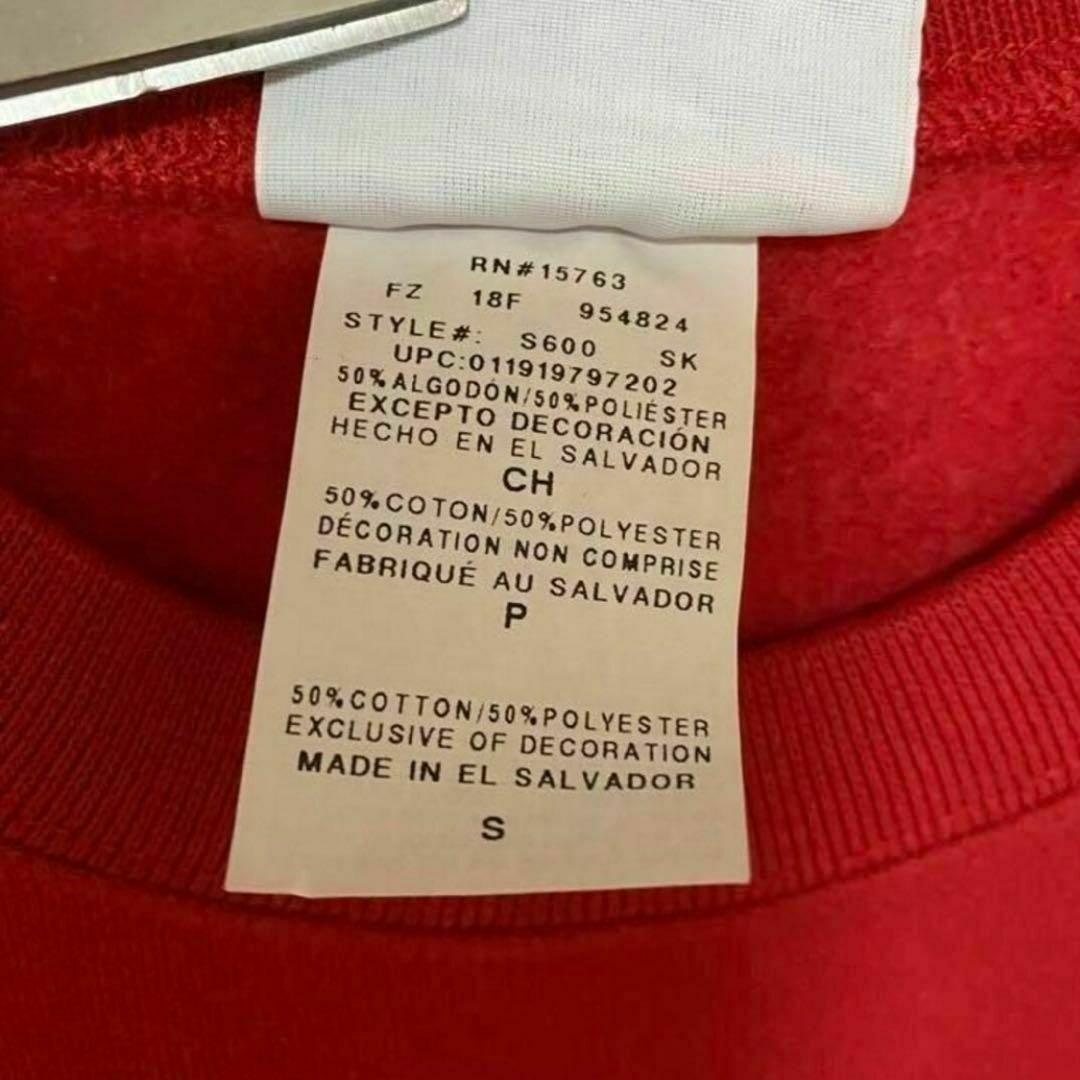 RN#15763
FZ 18F 954824
STYLE#: S600 SK
UPC:011919797202
50%ALGODÓN/50%POLIÉSTER
EXCEPTO DECORACIÓN
HECHO EN EL SALVADOR
CH
50%COTON/50%POLYESTER
DÉCORATION NON COMPRISE
FABRIQUÉ AU SALVADOR
P
50%COTTON/50%POLYESTER
EXCLUSIVE OF DECORATION
MADE IN EL SALVADOR
S